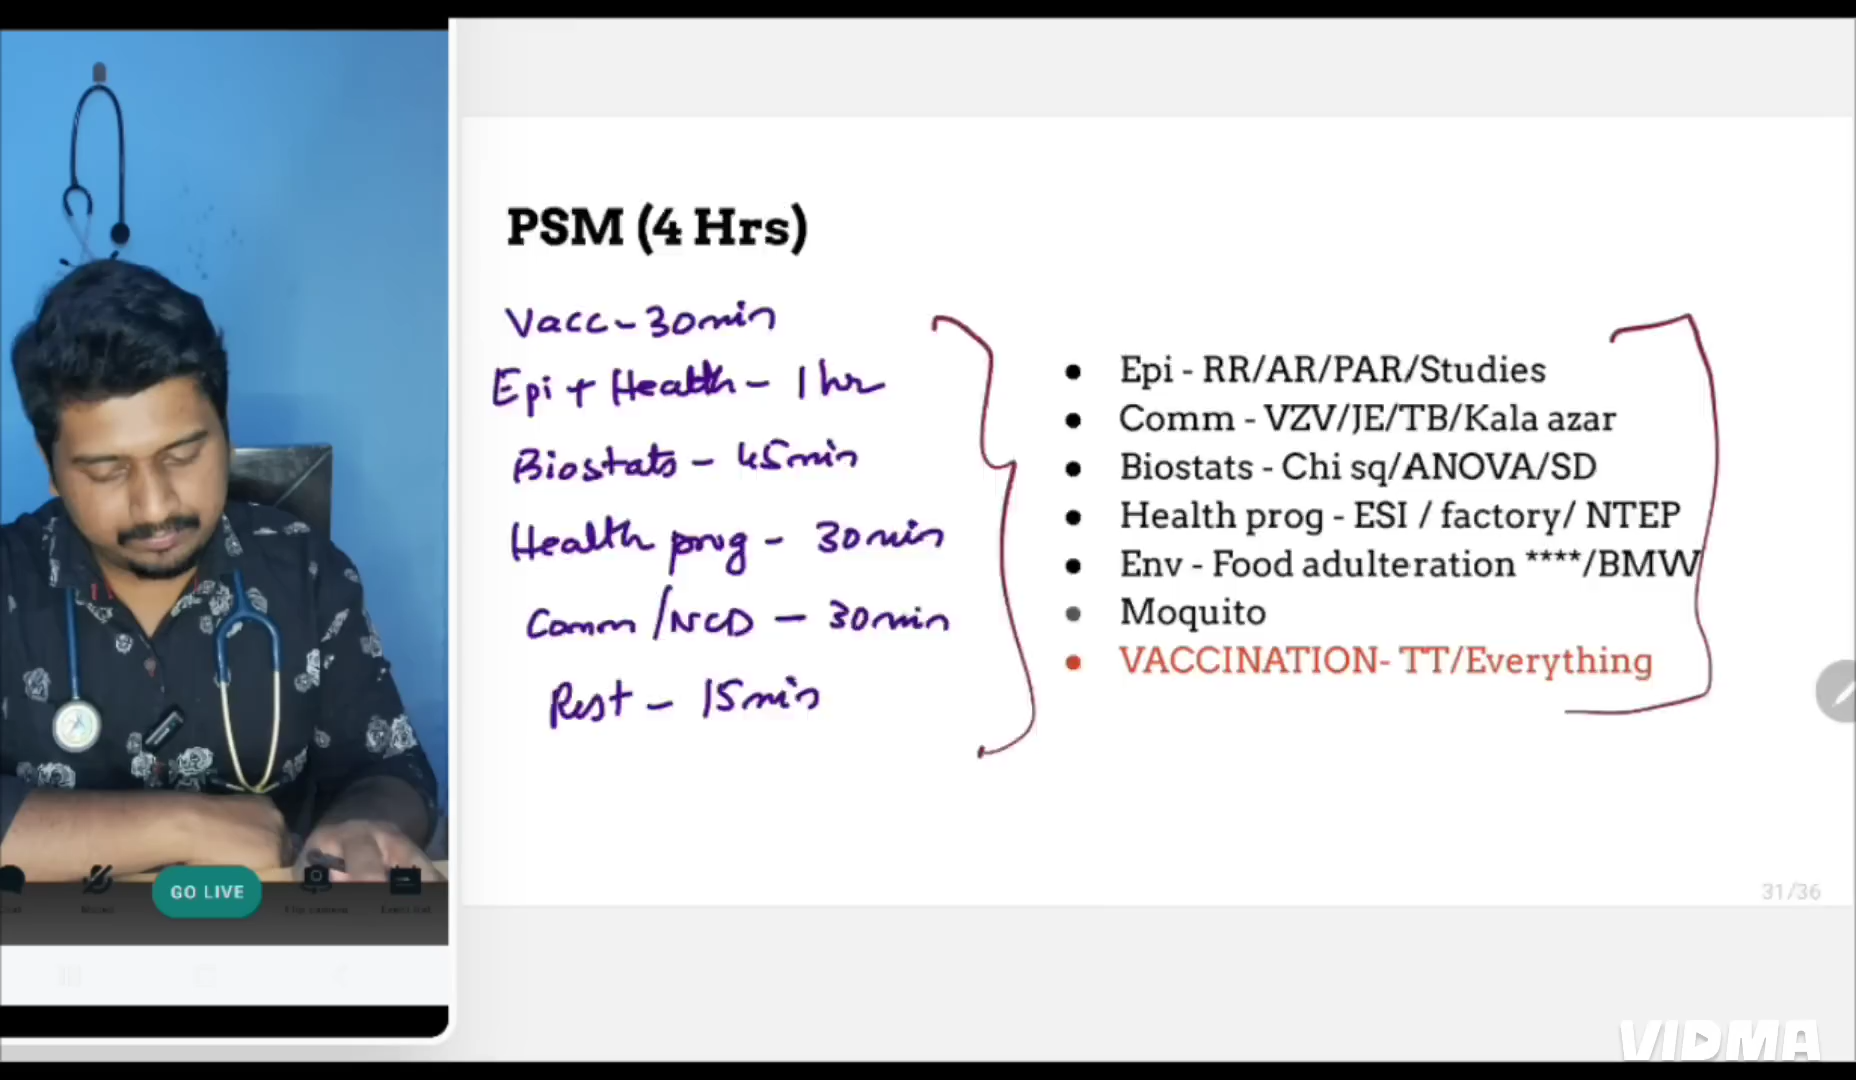 PSM (4 Hrs)
Vacc - 30min
Epi + Health - 1 hr
Biostats - 45min
Health prog - 30min
Comm /NCD - 30min
Rest - 15min
Epi - RR/AR/PAR/Studies
Comm - VZV/JE/TB/Kala azar
Biostats - Chi sq/ANOVA/SD
Health prog - ESI / factory/ NTEP
Env - Food adulteration ****/BMW
Moquito
VACCINATION- TT/Everything
GO LIVE
31/36
VIDMA